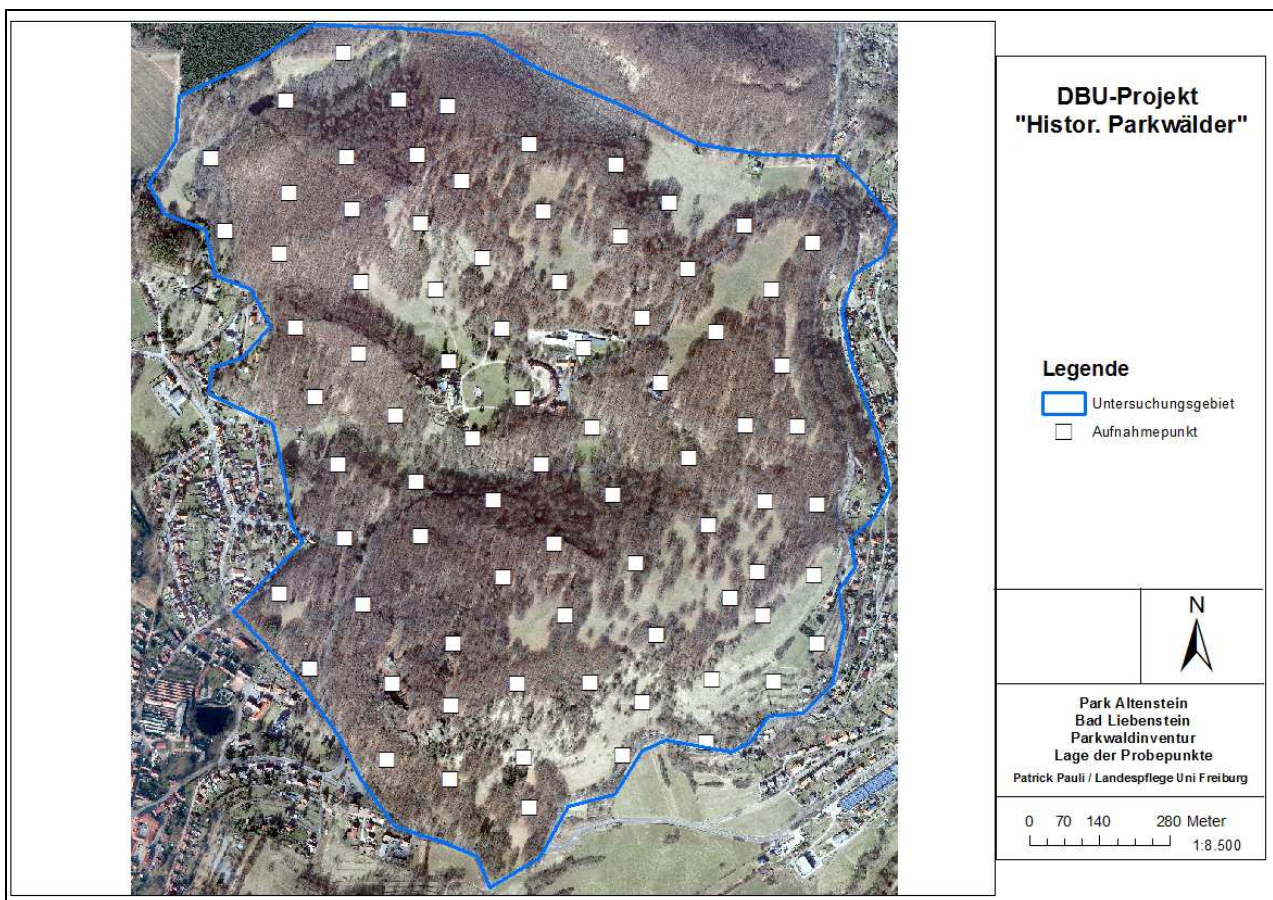 DBU-Projekt
"Histor. Parkwälder"
Legende
Untersuchungsgebiet
Aufnahmepunkt
N
Park Altenstein
Bad Liebenstein
Parkwaldinventur
Lage der Probepunkte
Patrick Pauli / Landespflege Uni Freiburg
0 70 140 280 Meter
1:8.500